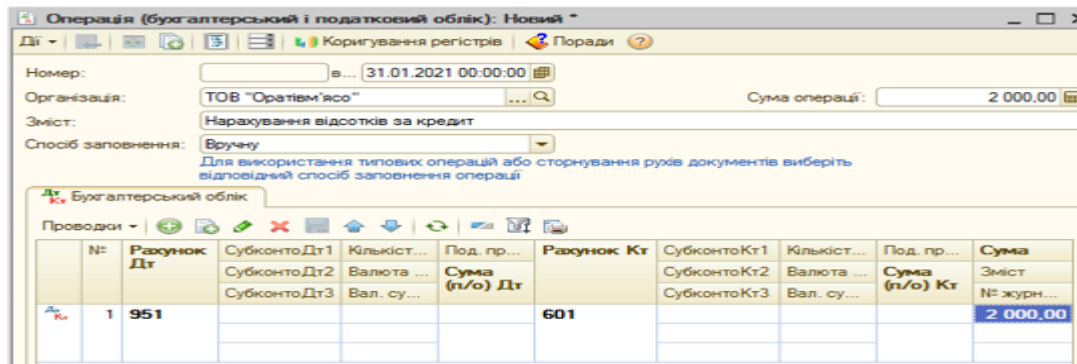 Операція (бухгалтерський і податковий облік): Новий *
Дії Коригування регістрів Поради
Номер: в... 31.01.2021 00:00:00
Організація: ТОВ "Оратівм'ясо" ... Сума операції: 2 000,00
Зміст: Нарахування відсотків за кредит
Спосіб заповнення: Вручну
Для використання типових операцій або сторнування рухів документів виберіть
відповідний спосіб заповнення операції
Дт Кт Бухгалтерський облік
Проводки
№ Рахунок Дт СубконтоДт1 Кількіст... Под. пр... Рахунок Кт СубконтоКт1 Кількіст... Под. пр... Сума
СубконтоДт2 Валюта ... Сума (п/о) Дт СубконтоКт2 Валюта ... Сума (п/о) Кт Зміст
СубконтоДт3 Вал. су... СубконтоКт3 Вал. су... № журн...
Дт Кт 1 951 601 2 000,00